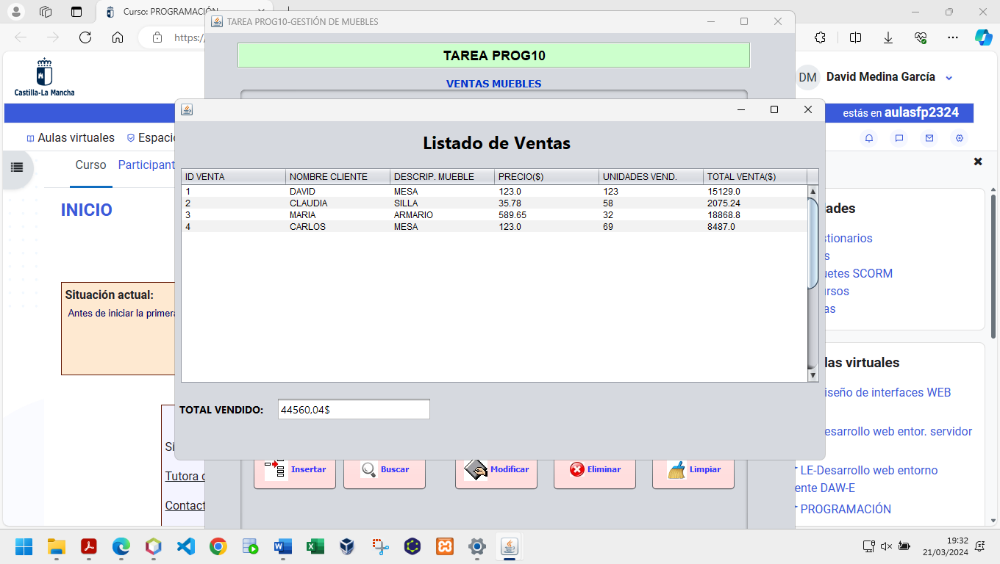 Curso: PROGRAMACIÓN
TAREA PROG10-GESTIÓN DE MUEBLES
https:/
TAREA PROG10
VENTAS MUEBLES
Castilla-La Mancha
DM
David Medina García
estás en aulasfp2324
Aulas virtuales
Espacio
Curso
Participant
INICIO
Situación actual:
Antes de iniciar la primera
Tutora
Contact
Listado de Ventas
ID VENTA NOMBRE CLIENTE DESCRIP. MUEBLE PRECIO($) UNIDADES VEND. TOTAL VENTA($)
1 DAVID MESA 123.0 123 15129.0
2 CLAUDIA SILLA 35.78 58 2075.24
3 MARIA ARMARIO 589.65 32 18868.8
4 CARLOS MESA 123.0 69 8487.0
TOTAL VENDIDO: 44560,04$
Insertar
Buscar
Modificar
Eliminar
Limpiar
dades
stionarios
s
uetes SCORM
ursos
as
las virtuales
iseño de interfaces WEB
esarrollo web entor. servidor
LE-Desarrollo web entorno
ente DAW-E
PROGRAMACIÓN
19:32
21/03/2024